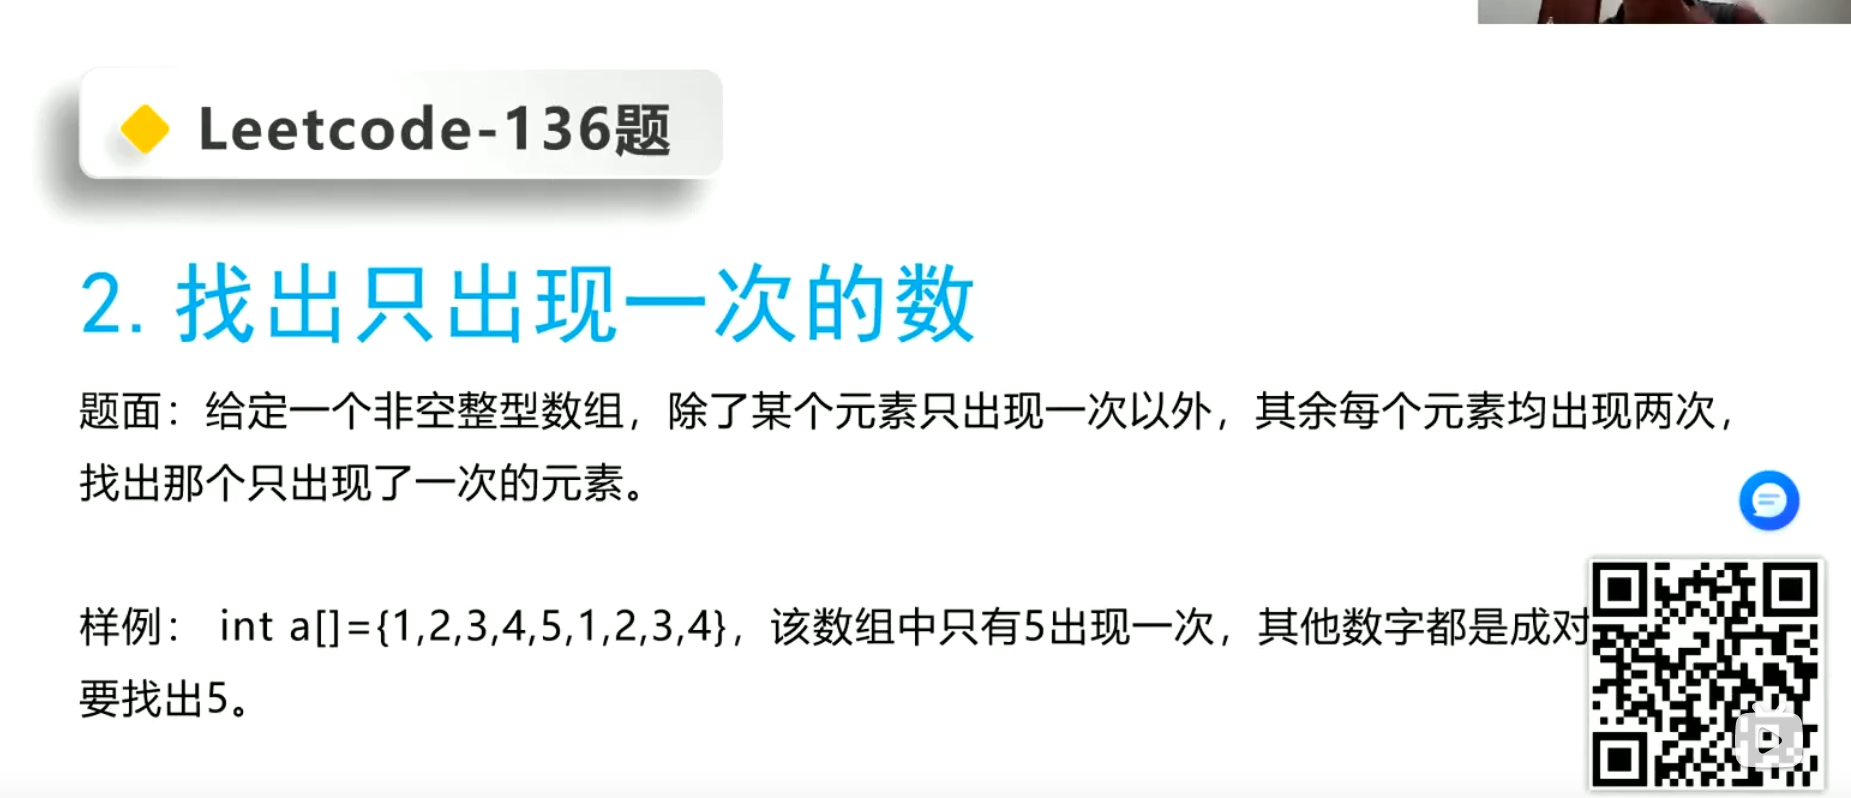 Leetcode-136题
2. 找出只出现一次的数
题面：给定一个非空整型数组，除了某个元素只出现一次以外，其余每个元素均出现两次，
找出那个只出现了一次的元素。
样例： int a[]={1,2,3,4,5,1,2,3,4}，该数组中只有5出现一次，其他数字都是成对
要找出5。